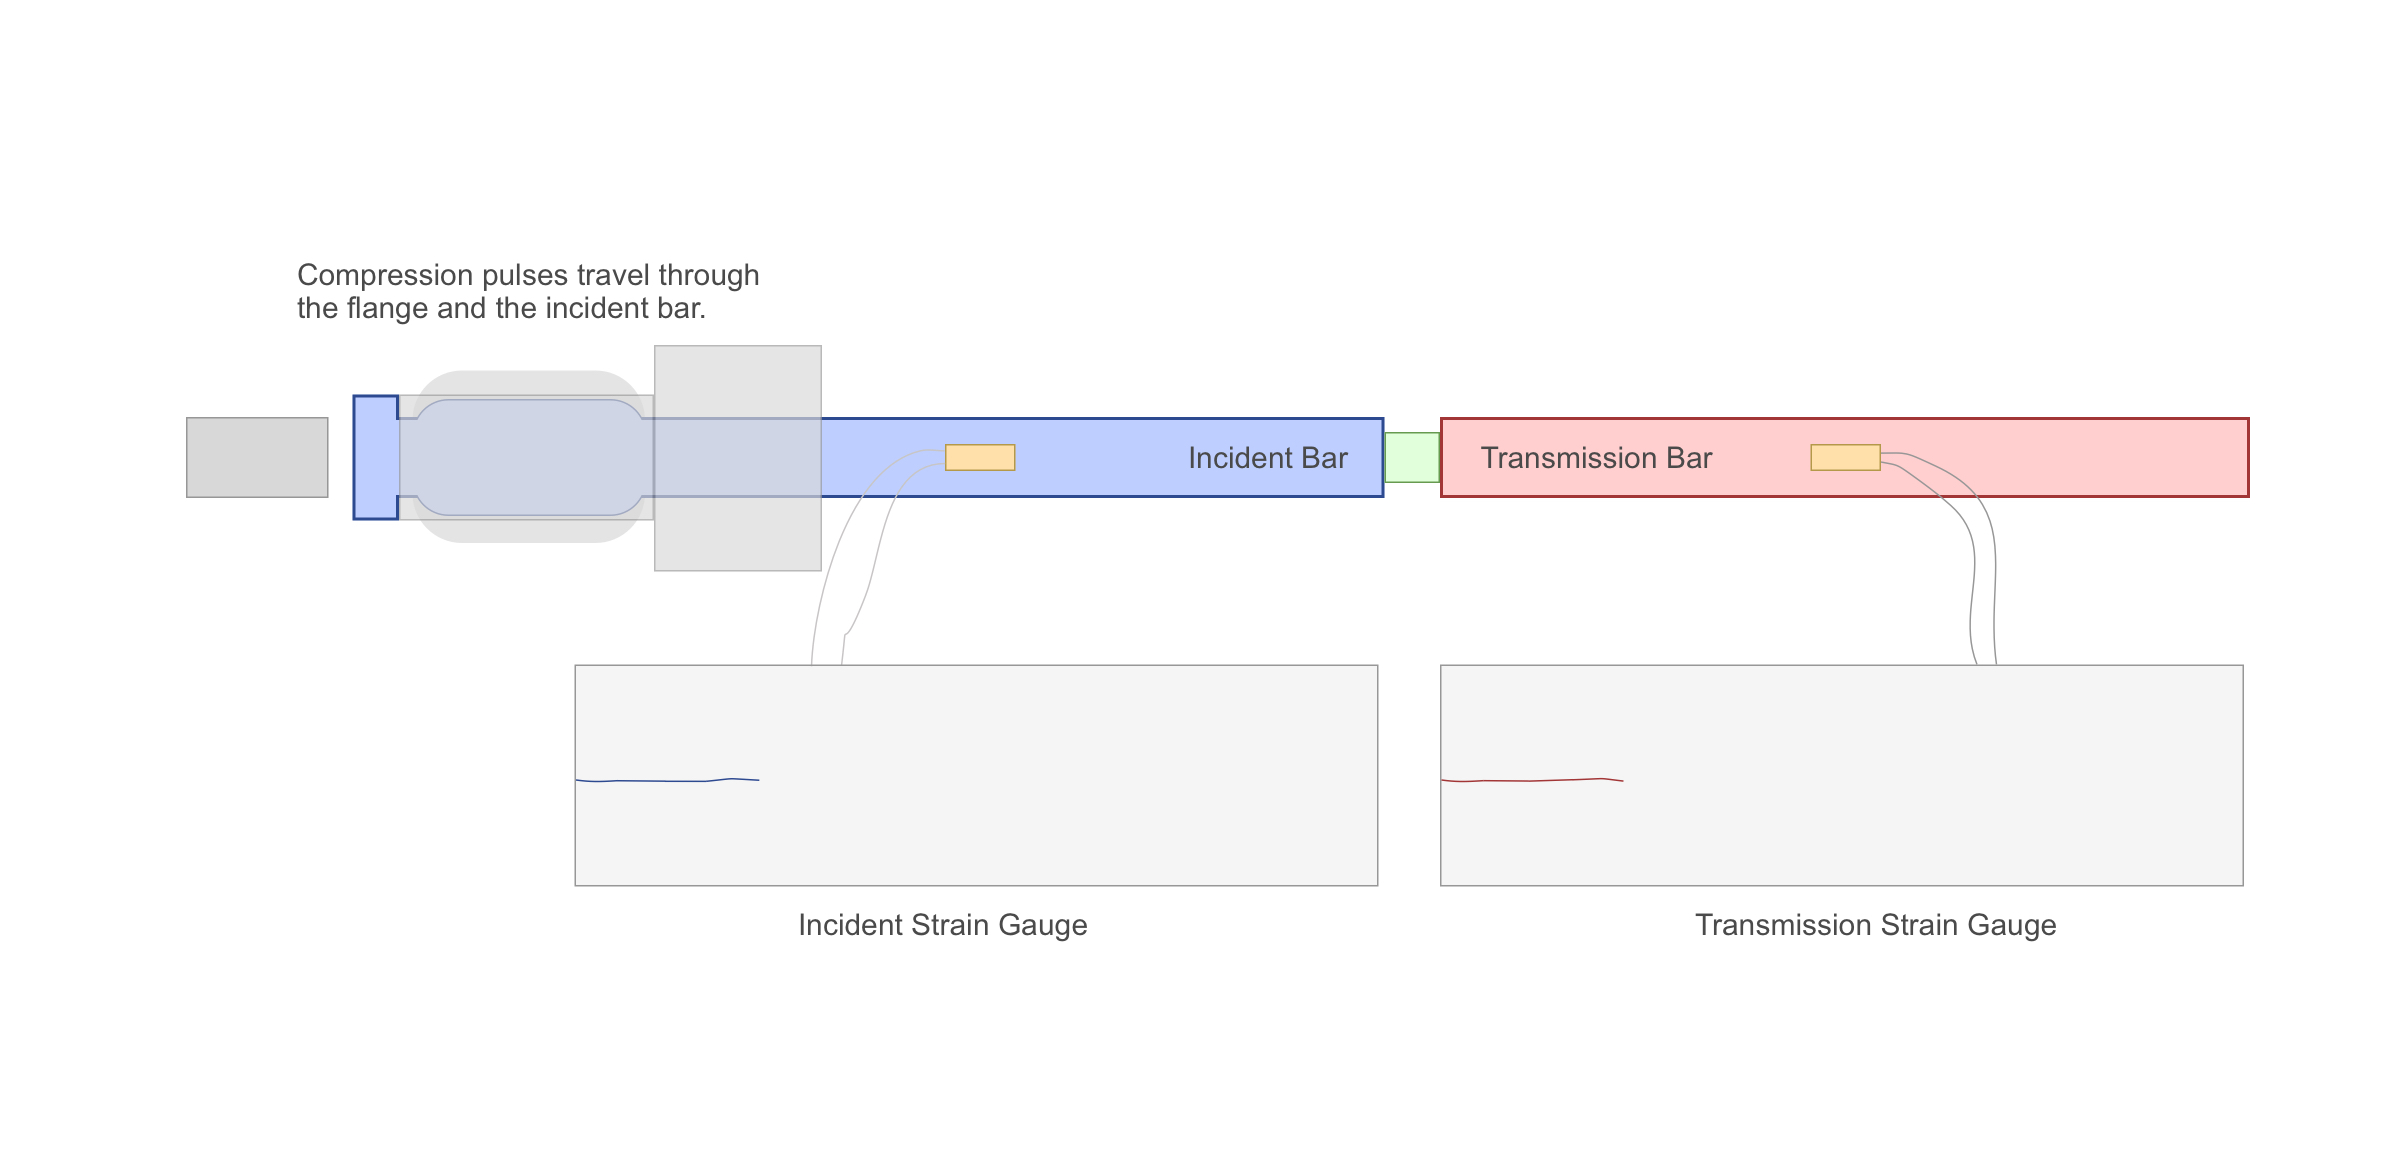 Compression pulses travel through
the flange and the incident bar.
Incident Bar
Transmission Bar
Incident Strain Gauge
Transmission Strain Gauge